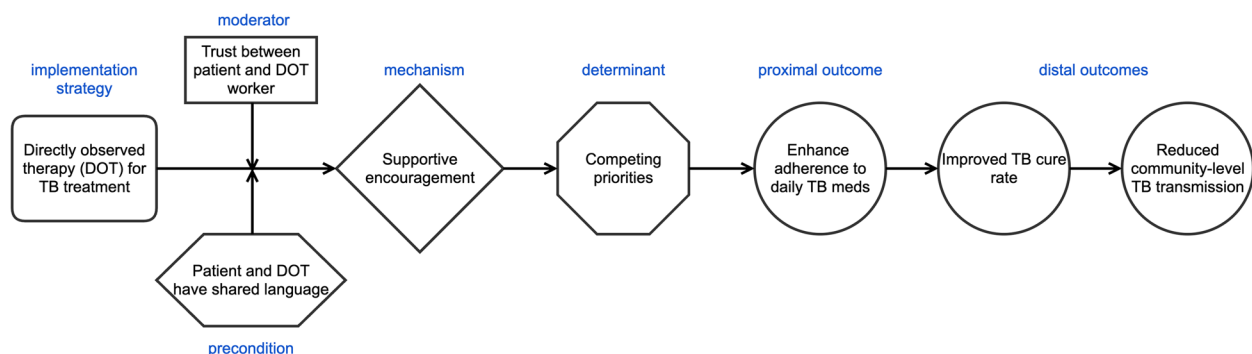 moderator
Trust between
patient and DOT
worker
implementation
strategy
mechanism
determinant
proximal outcome
distal outcomes
Directly observed
therapy (DOT) for
TB treatment
Supportive
encouragement
Competing
priorities
Enhance
adherence to
daily TB meds
Improved TB cure
rate
Reduced
community-level
TB transmission
Patient and DOT
have shared language
precondition